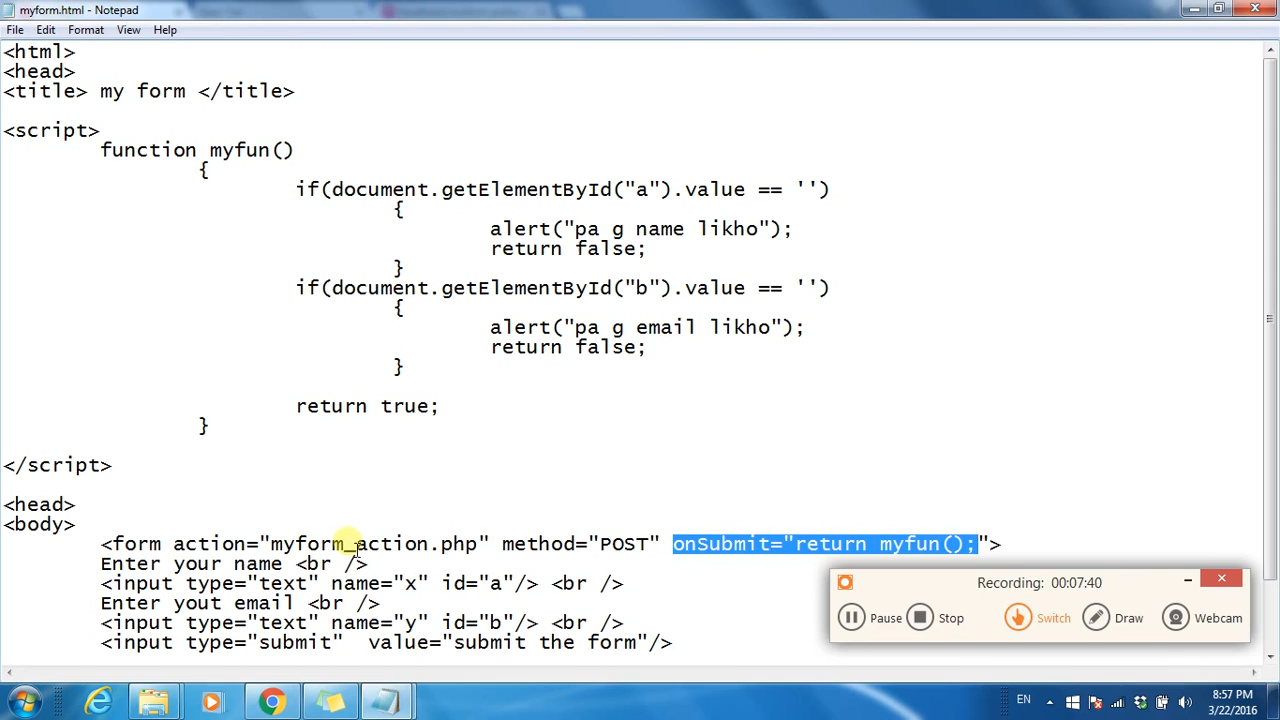 myform.html - Notepad
File Edit Format View Help
<html>
<head>
<title> my form </title>
<script>
function myfun()
{
if(document.getElementById("a").value == '')
{
alert("pa g name likho");
return false;
}
if(document.getElementById("b").value == '')
{
alert("pa g email likho");
return false;
}
return true;
}
</script>
<head>
<body>
<form action="myform_action.php" method="POST" onSubmit="return myfun();">
Enter your name <br />
<input type="text" name="x" id="a"/> <br />
Enter yout email <br />
<input type="text" name="y" id="b"/> <br />
<input type="submit"  value="submit the form"/>
Recording: 00:07:40
Pause Stop Switch Draw Webcam
EN
8:57 PM
3/22/2016